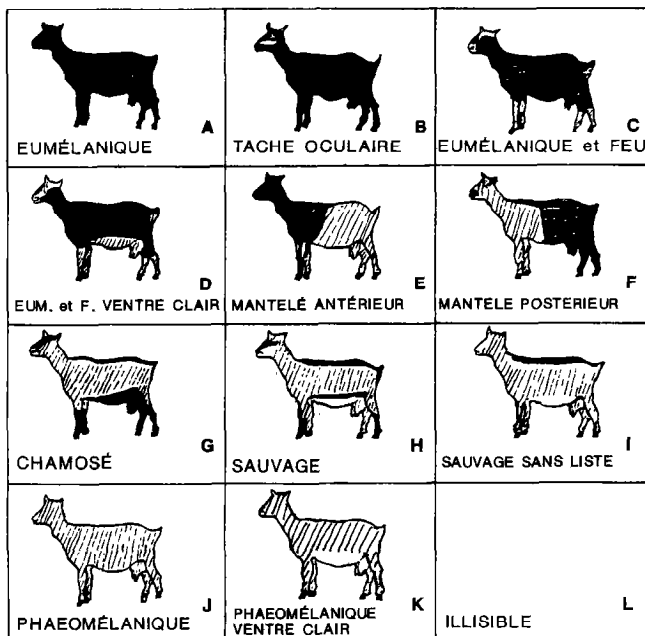 A
EUMÉLANIQUE
B
TACHE OCULAIRE
C
EUMÉLANIQUE et FEU
D
EUM. et F. VENTRE CLAIR
E
MANTELÉ ANTÉRIEUR
F
MANTELE POSTERIEUR
G
CHAMOSÉ
H
SAUVAGE
I
SAUVAGE SANS LISTE
J
PHAEOMÉLANIQUE
K
PHAEOMÉLANIQUE
VENTRE CLAIR
L
ILLISIBLE